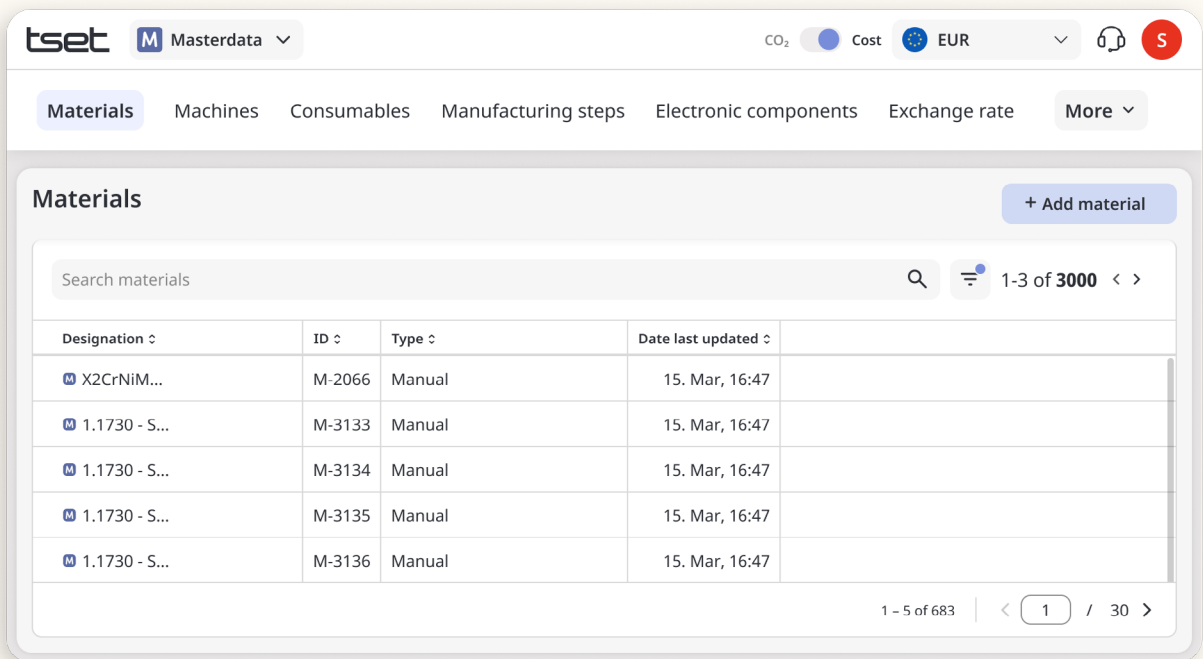 tset M Masterdata CO₂ Cost EUR S
Materials Machines Consumables Manufacturing steps Electronic components Exchange rate More
Materials
+ Add material
Search materials 1-3 of 3000
Designation ID Type Date last updated
M X2CrNiM... M-2066 Manual 15. Mar, 16:47
M 1.1730 - S... M-3133 Manual 15. Mar, 16:47
M 1.1730 - S... M-3134 Manual 15. Mar, 16:47
M 1.1730 - S... M-3135 Manual 15. Mar, 16:47
M 1.1730 - S... M-3136 Manual 15. Mar, 16:47
1 – 5 of 683 1 / 30